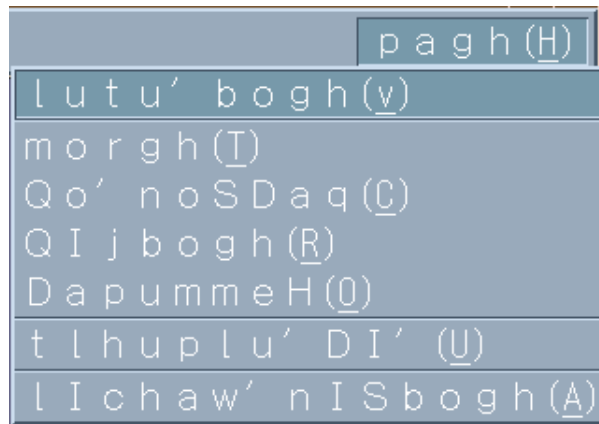 pagh(H)
lutu' bogh(v)
morgh(T)
Qo' noSDaq(C)
QIjbogh(R)
DapummeH(O)
tlhuplu' DI' (U)
lIchaw' nISbogh(A)